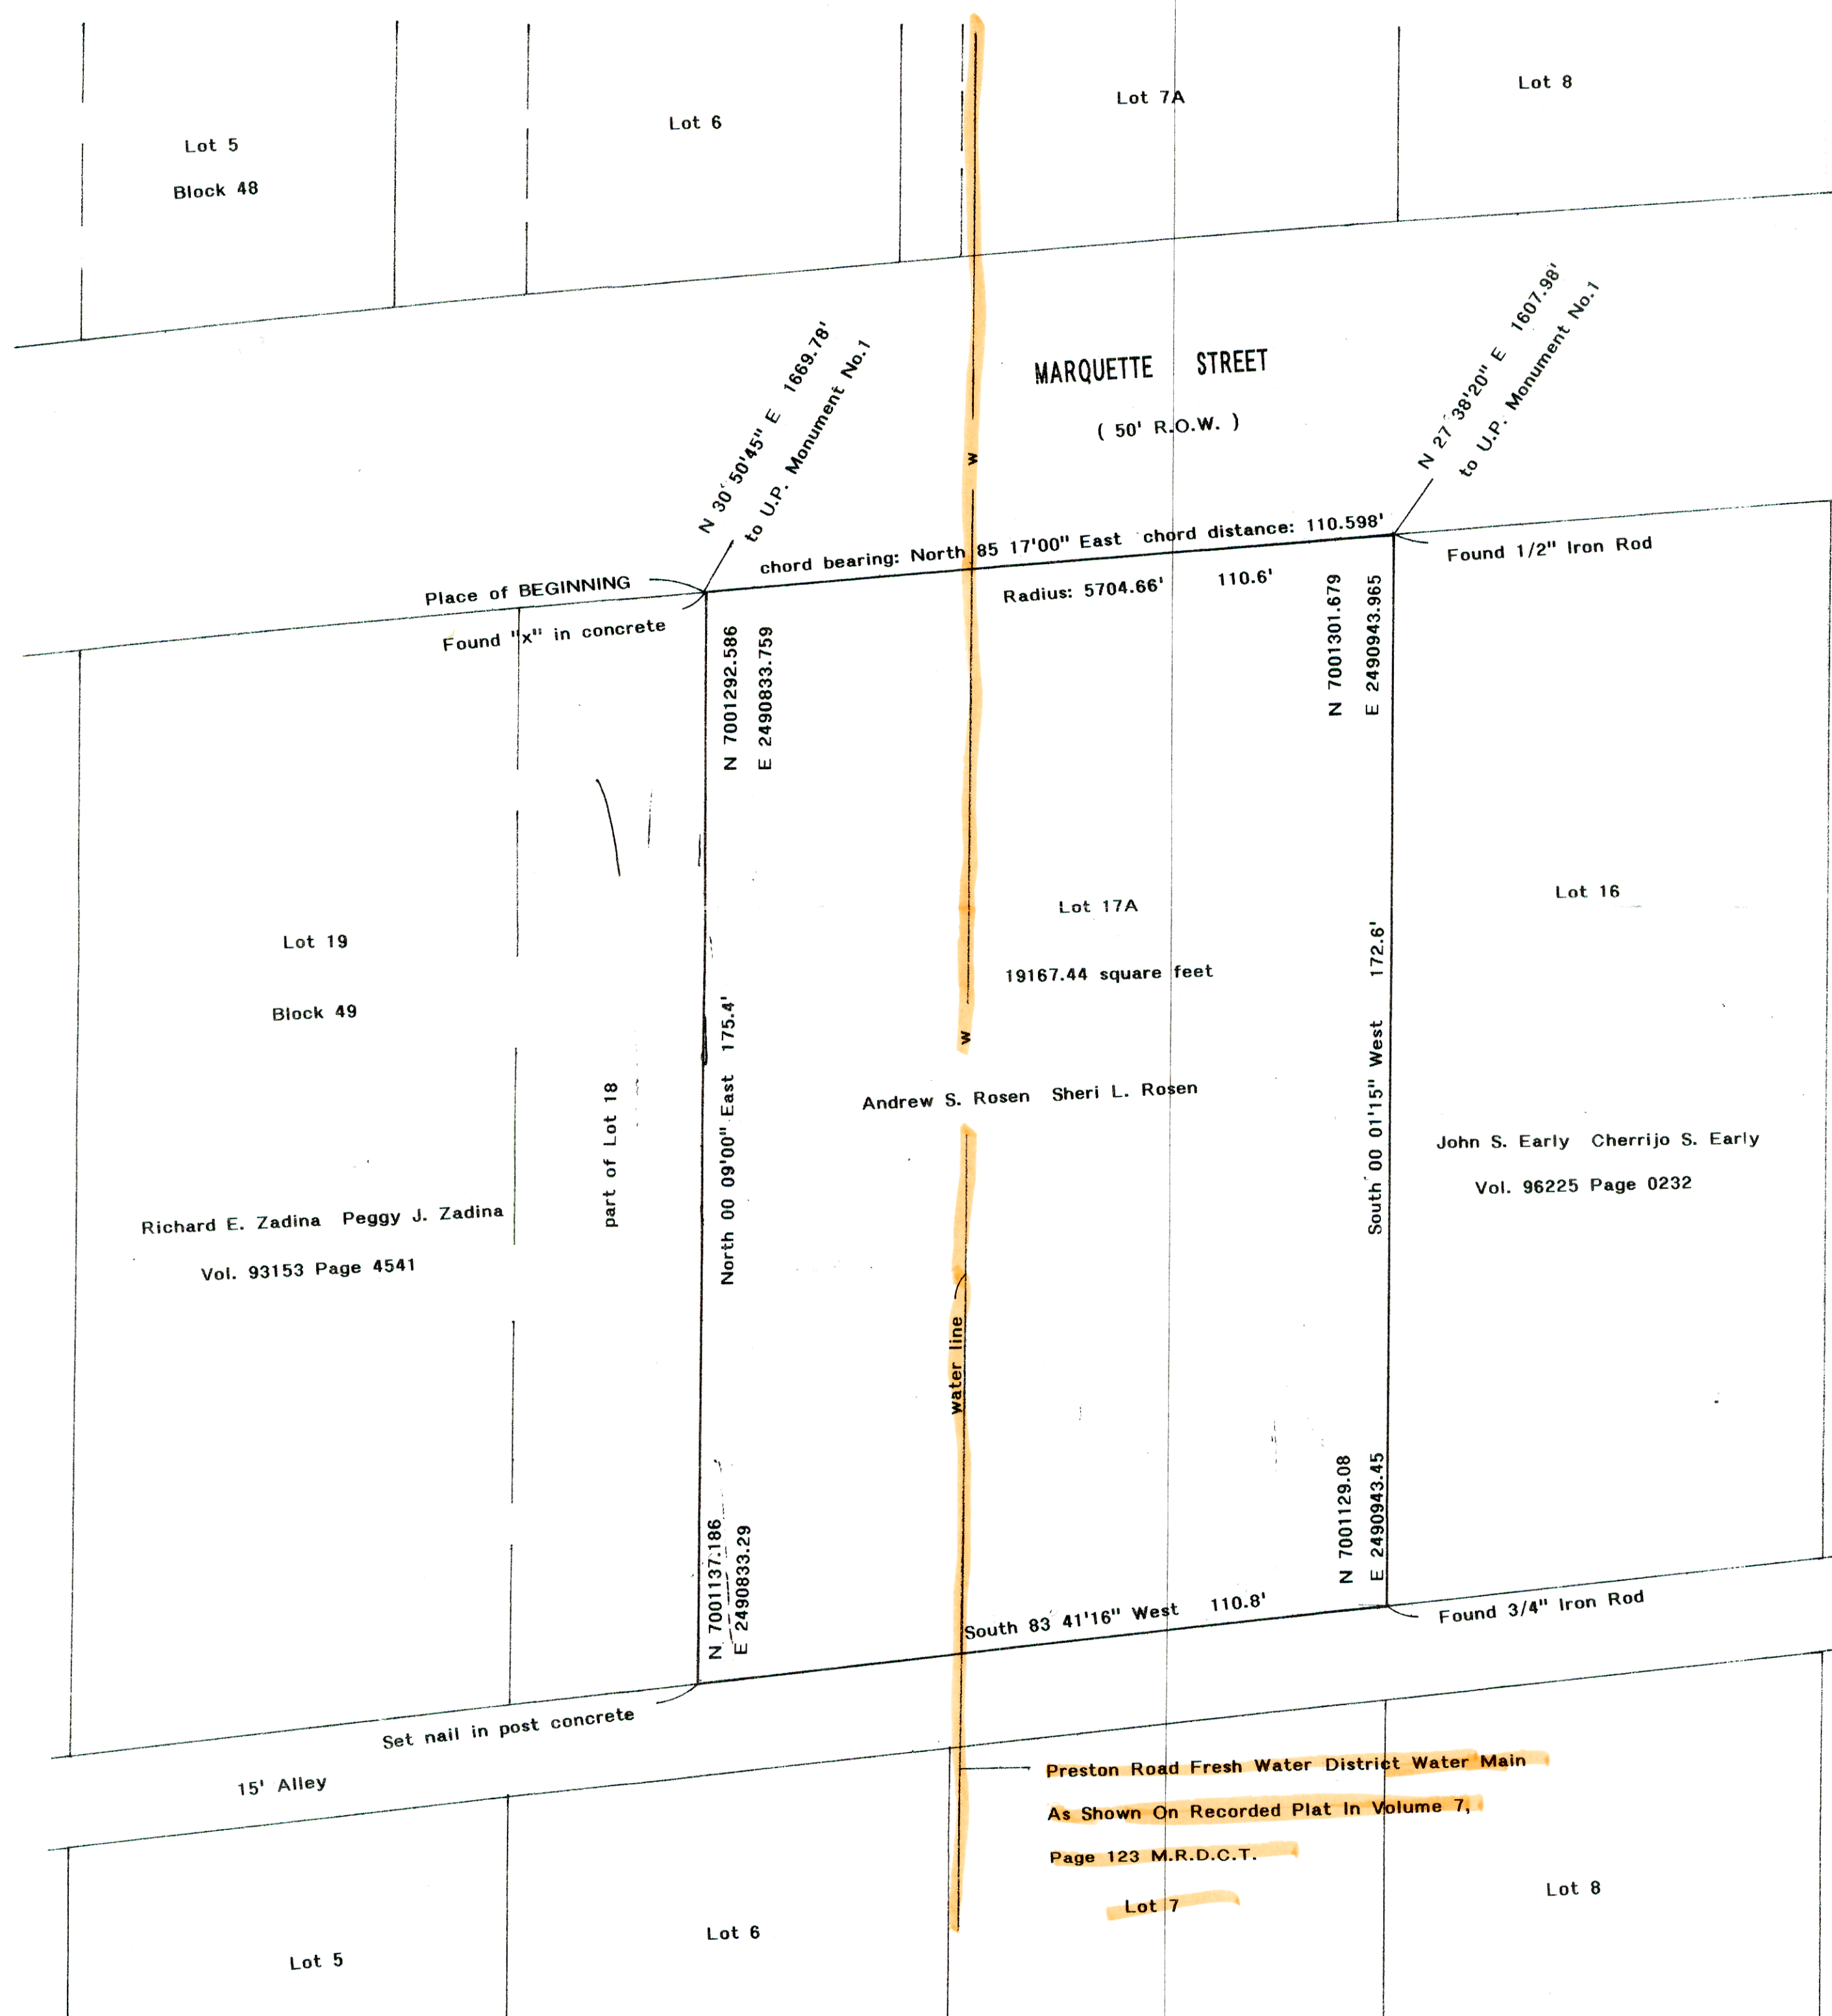 Lot 5
Block 48
Lot 6
Lot 7A
Lot 8
N 30°50'45" E 1669.78'
to U.P. Monument No.1
MARQUETTE STREET
( 50' R.O.W. )
W
N 27°38'20" E 1607.98'
to U.P. Monument No.1
chord bearing: North 85 17'00" East chord distance: 110.598'
Radius: 5704.66' 110.6'
Place of BEGINNING
Found "x" in concrete
Found 1/2" Iron Rod
N 7001292.586
E 2490833.759
N 7001301.679
E 2490943.965
Lot 19
Block 49
Richard E. Zadina Peggy J. Zadina
Vol. 93153 Page 4541
part of Lot 18
North 00 09'00" East 175.4'
Lot 17A
19167.44 square feet
W
Andrew S. Rosen Sheri L. Rosen
water line
South 00 01'15" West 172.6'
Lot 16
John S. Early Cherrijo S. Early
Vol. 96225 Page 0232
N 7001137.186
E 2490833.29
N 7001129.08
E 2490943.45
South 83 41'16" West 110.8'
Found 3/4" Iron Rod
Set nail in post concrete
15' Alley
Preston Road Fresh Water District Water Main
As Shown On Recorded Plat In Volume 7,
Page 123 M.R.D.C.T.
Lot 7
Lot 5
Lot 6
Lot 8